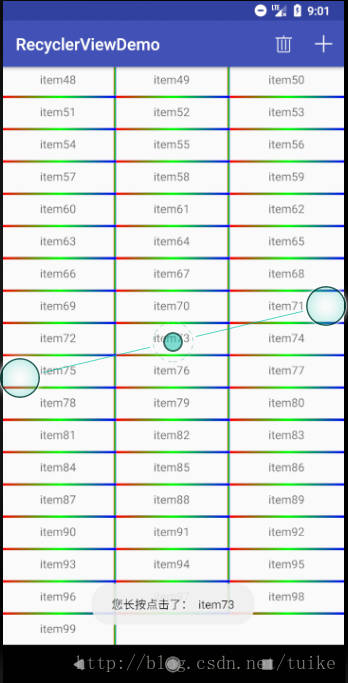 LTE 9:01
RecyclerViewDemo
item48 item49 item50
item51 item52 item53
item54 item55 item56
item57 item58 item59
item60 item61 item62
item63 item64 item65
item66 item67 item68
item69 item70 item71
item72 item73 item74
item75 item76 item77
item78 item79 item80
item81 item82 item83
item84 item85 item86
item87 item88 item89
item90 item91 item92
item93 item94 item95
item96 item98
您长按点击了： item73
item99
http://blog.csdn.net/tuike